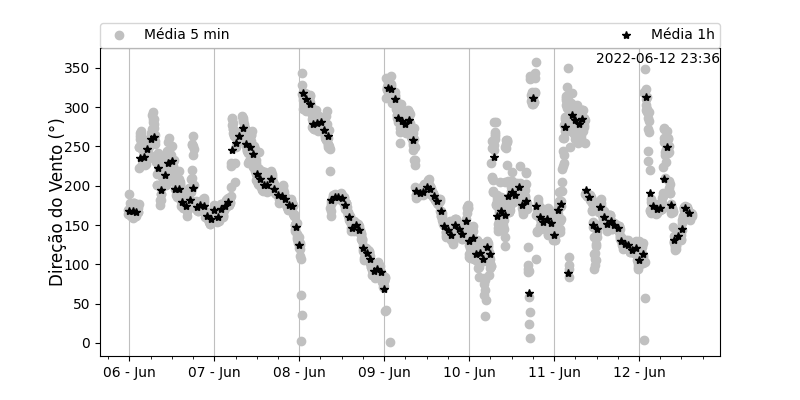 Média 5 min
Média 1h
2022-06-12 23:36
Direção do Vento (°)
350
300
250
200
150
100
50
0
06 - Jun
07 - Jun
08 - Jun
09 - Jun
10 - Jun
11 - Jun
12 - Jun